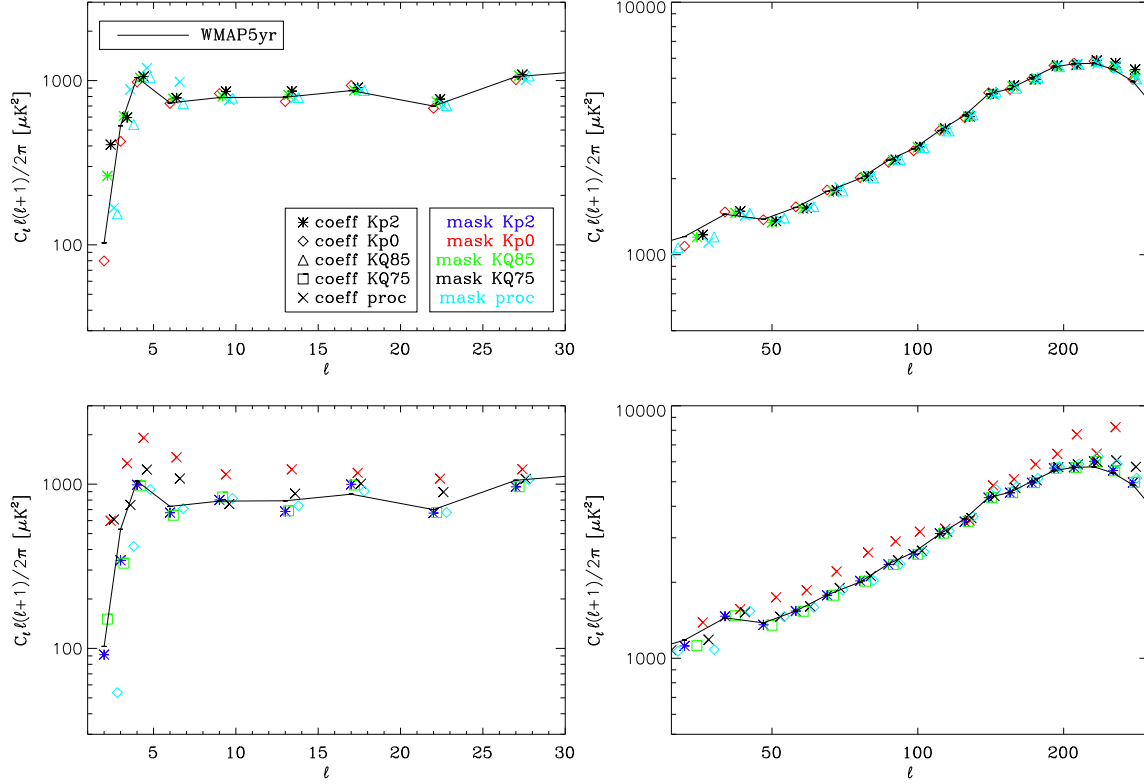 WMAP5yr
coeff Kp2
coeff Kp0
coeff KQ85
coeff KQ75
coeff proc
mask Kp2
mask Kp0
mask KQ85
mask KQ75
mask proc
1000
100
C_ℓ ℓ(ℓ+1)/2π [μK²]
5 10 15 20 25 30
ℓ
10000
1000
C_ℓ ℓ(ℓ+1)/2π [μK²]
50 100 200
ℓ
1000
100
C_ℓ ℓ(ℓ+1)/2π [μK²]
5 10 15 20 25 30
ℓ
10000
1000
C_ℓ ℓ(ℓ+1)/2π [μK²]
50 100 200
ℓ